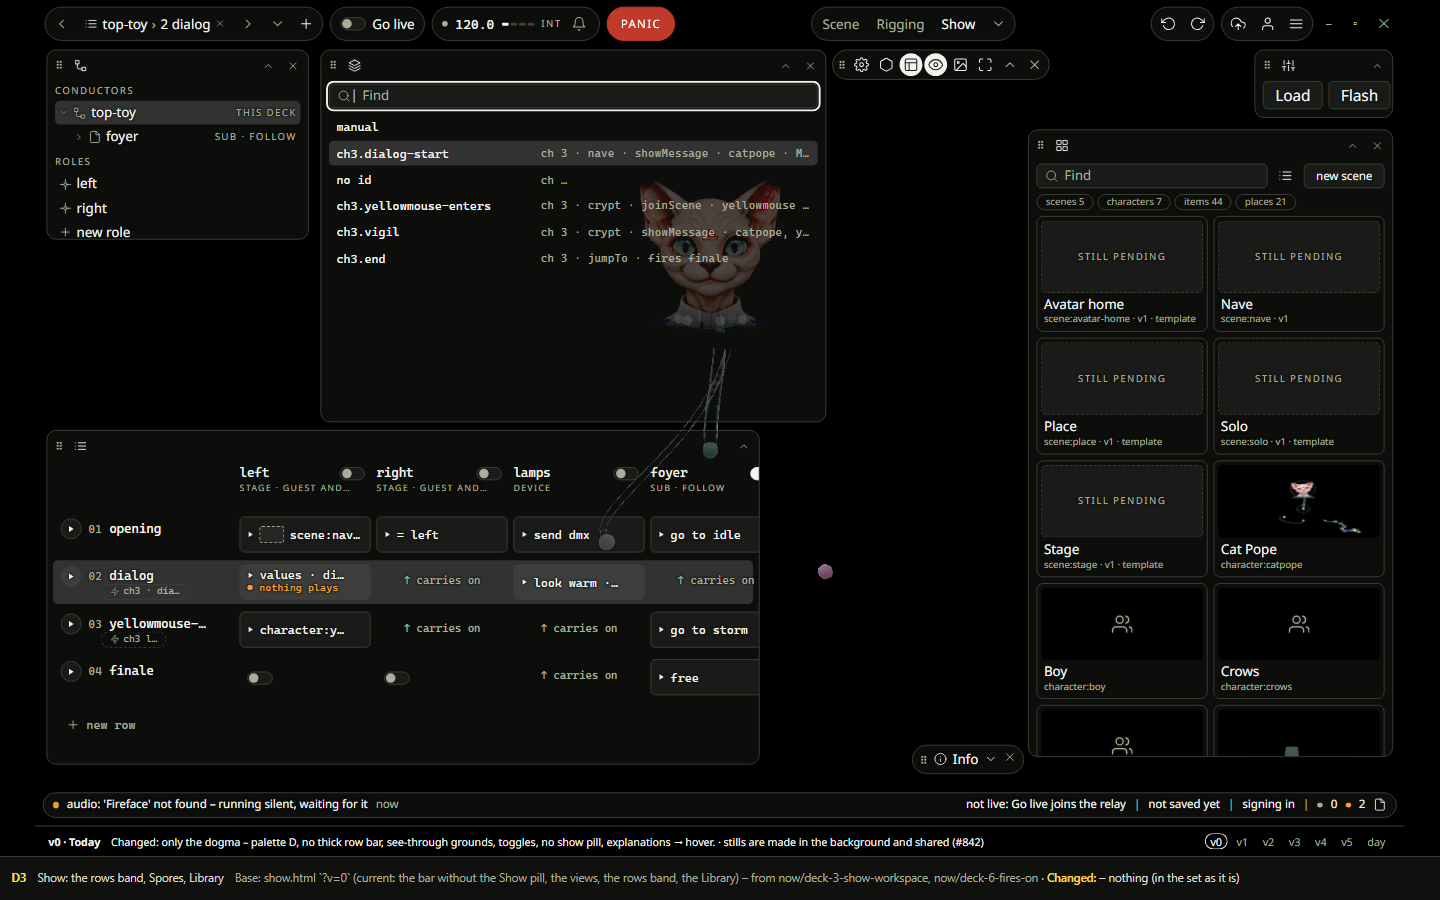 top-toy › 2 dialog
Go live
120.0 INT
PANIC
Scene Rigging Show
CONDUCTORS
top-toy THIS DECK
foyer SUB · FOLLOW
ROLES
left
right
new role
Find
manual
ch3.dialog-start ch 3 · nave · showMessage · catpope · M…
no id ch …
ch3.yellowmouse-enters ch 3 · crypt · joinScene · yellowmouse …
ch3.vigil ch 3 · crypt · showMessage · catpope, y…
ch3.end ch 3 · jumpTo · fires finale
Load Flash
Find
new scene
scenes 5 characters 7 items 44 places 21
STILL PENDING STILL PENDING
Avatar home Nave
scene:avatar-home · v1 · template scene:nave · v1
STILL PENDING STILL PENDING
Place Solo
scene:place · v1 · template scene:solo · v1 · template
STILL PENDING
Stage Cat Pope
scene:stage · v1 · template character:catpope
Boy Crows
character:boy character:crows
left right lamps foyer
STAGE · GUEST AND… STAGE · GUEST AND… DEVICE SUB · FOLLOW
01 opening scene:nav… = left send dmx go to idle
02 dialog values · di… ↑ carries on look warm ·… ↑ carries on
ch3 · dia… nothing plays
03 yellowmouse-… character:y… ↑ carries on ↑ carries on go to storm
ch3 l…
04 finale ↑ carries on free
+ new row
Info
audio: 'Fireface' not found – running silent, waiting for it now
not live: Go live joins the relay | not saved yet | signing in | 0 2
v0 · Today Changed: only the dogma – palette D, no thick row bar, see-through grounds, toggles, no show pill, explanations → hover. · stills are made in the background and shared (#842)
v0 v1 v2 v3 v4 v5 day
D3 Show: the rows band, Spores, Library Base: show.html `?v=0` (current: the bar without the Show pill, the views, the rows band, the Library) – from now/deck-3-show-workspace, now/deck-6-fires-on · Changed: – nothing (in the set as it is)